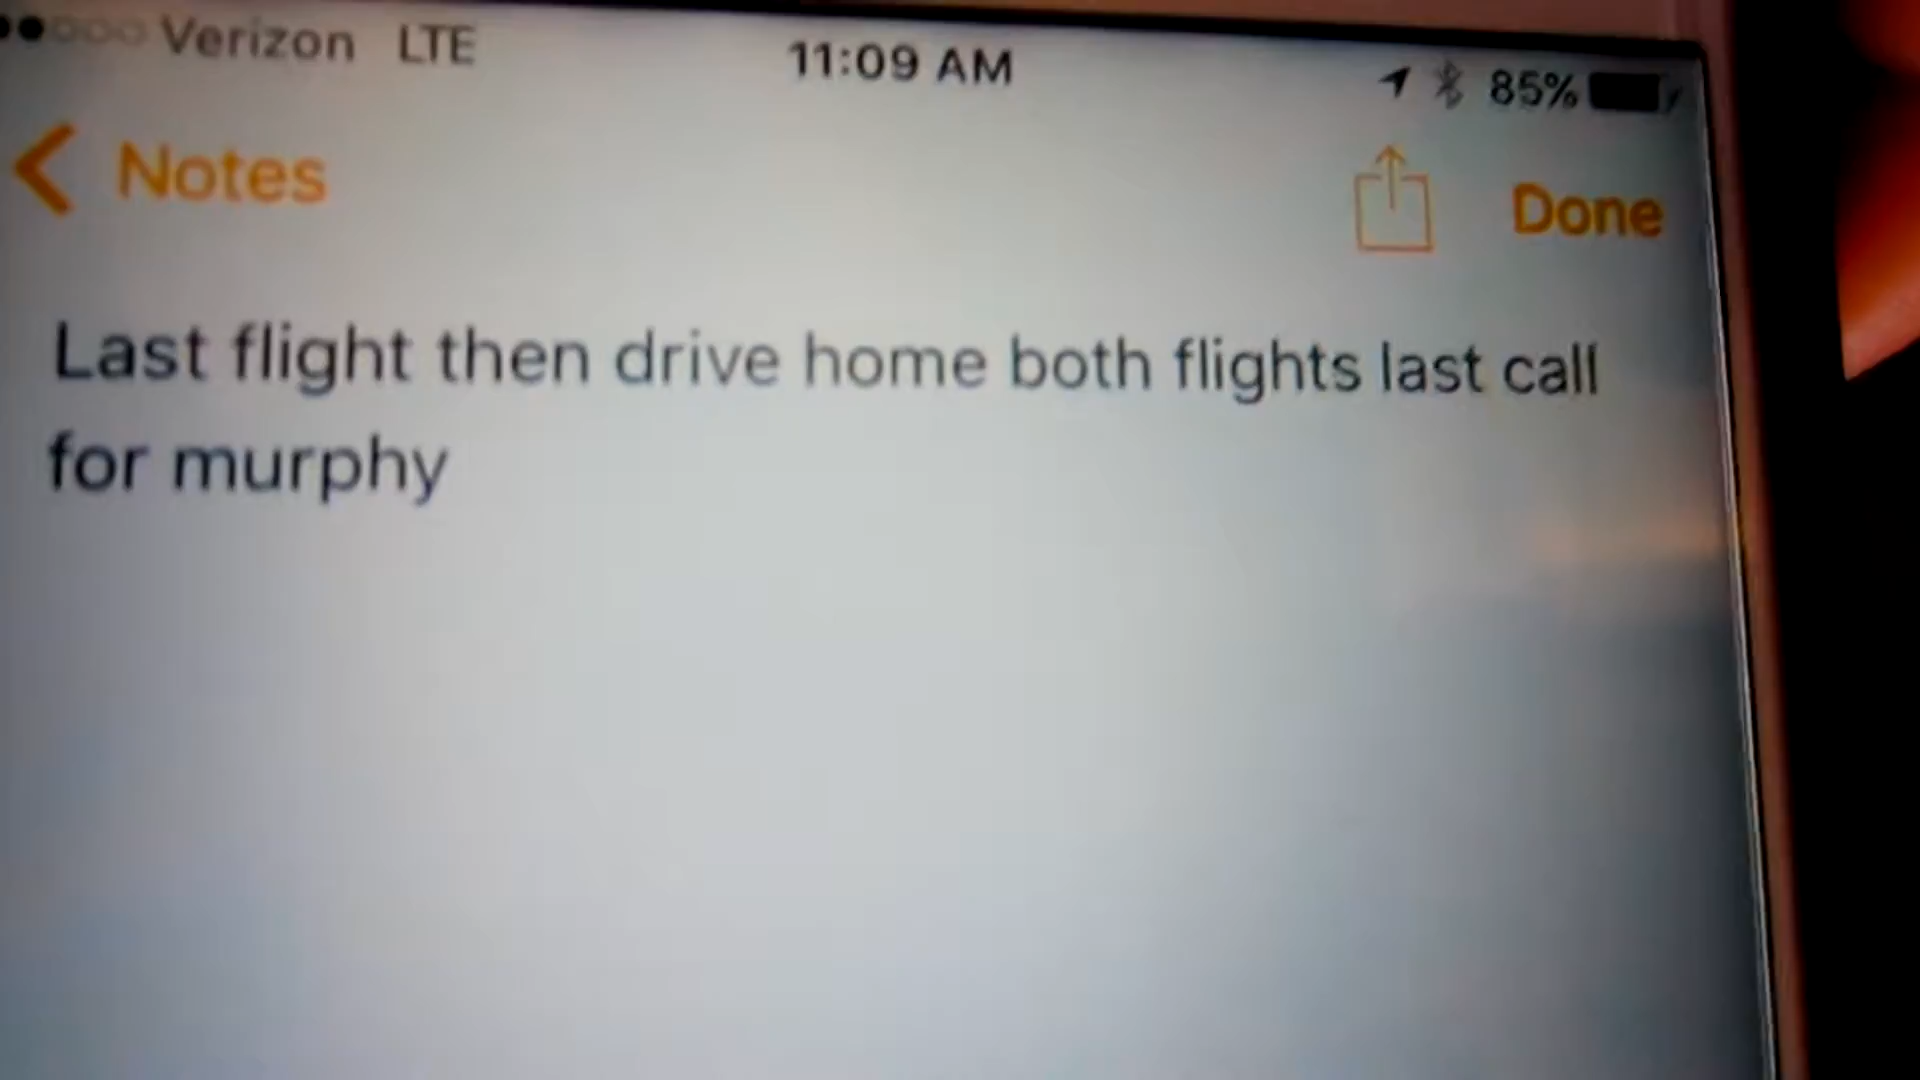 Verizon LTE 11:09 AM 85%
Notes Done
Last flight then drive home both flights last call
for murphy